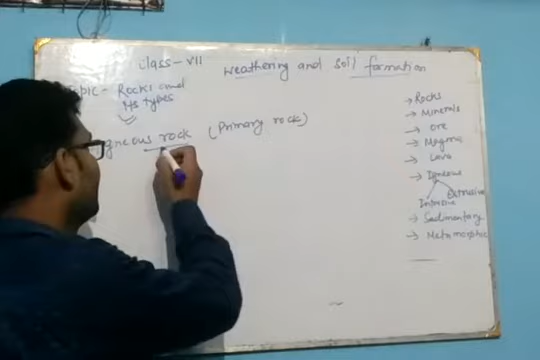 Class-VII weathering and soil formation
Topic - Rocks and
its types
Igneous rock (Primary rock)
→ Rocks
→ Minerals
→ Ore
→ Magma
→ Lava
→ Igneous
Extrusive
Intrusive
→ Sedimentary
→ Metamorphic